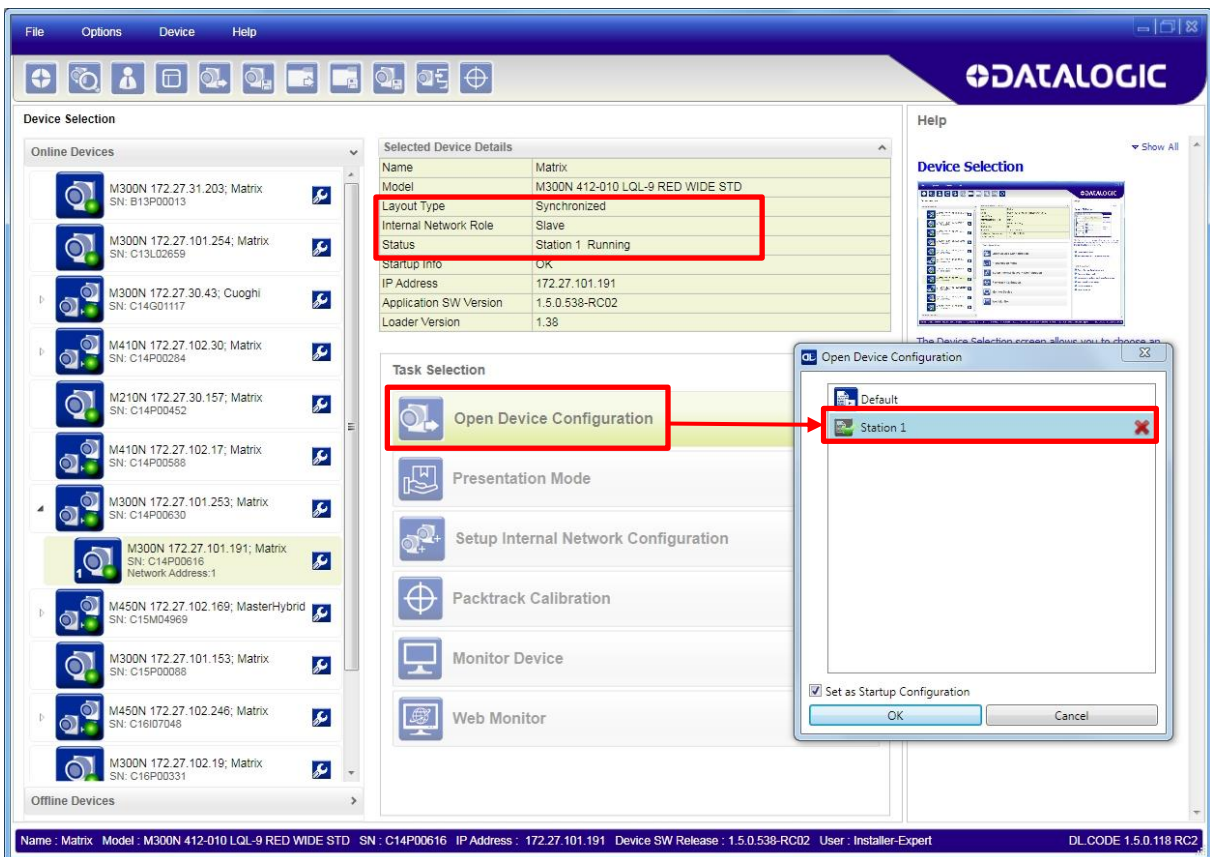 File Options Device Help
DATALOGIC
Device Selection
Online Devices
M300N 172.27.31.203; Matrix
SN: B13P00013
M300N 172.27.101.254; Matrix
SN: C13L02659
M300N 172.27.30.43; Cuoghi
SN: C14G01117
M410N 172.27.102.30; Matrix
SN: C14P00284
M210N 172.27.30.157; Matrix
SN: C14P00452
M410N 172.27.102.17; Matrix
SN: C14P00588
M300N 172.27.101.253; Matrix
SN: C14P00630
M300N 172.27.101.191; Matrix
SN: C14P00616
Network Address:1
1
M450N 172.27.102.169; MasterHybrid
SN: C15M04969
M300N 172.27.101.153; Matrix
SN: C15P00088
M450N 172.27.102.246; Matrix
SN: C16I07048
M300N 172.27.102.19; Matrix
SN: C16P00331
Offline Devices
Selected Device Details
Name Matrix
Model M300N 412-010 LQL-9 RED WIDE STD
Layout Type Synchronized
Internal Network Role Slave
Status Station 1 Running
Startup Info OK
IP Address 172.27.101.191
Application SW Version 1.5.0.538-RC02
Loader Version 1.38
Task Selection
Open Device Configuration
Presentation Mode
Setup Internal Network Configuration
Packtrack Calibration
Monitor Device
Web Monitor
Help
Show All
Device Selection
The Device Selection screen allows you to choose an
Open Device Configuration
Default
Station 1
Set as Startup Configuration
OK Cancel
Name : Matrix Model : M300N 412-010 LQL-9 RED WIDE STD SN : C14P00616 IP Address : 172.27.101.191 Device SW Release : 1.5.0.538-RC02 User : Installer-Expert DL.CODE 1.5.0.118 RC2